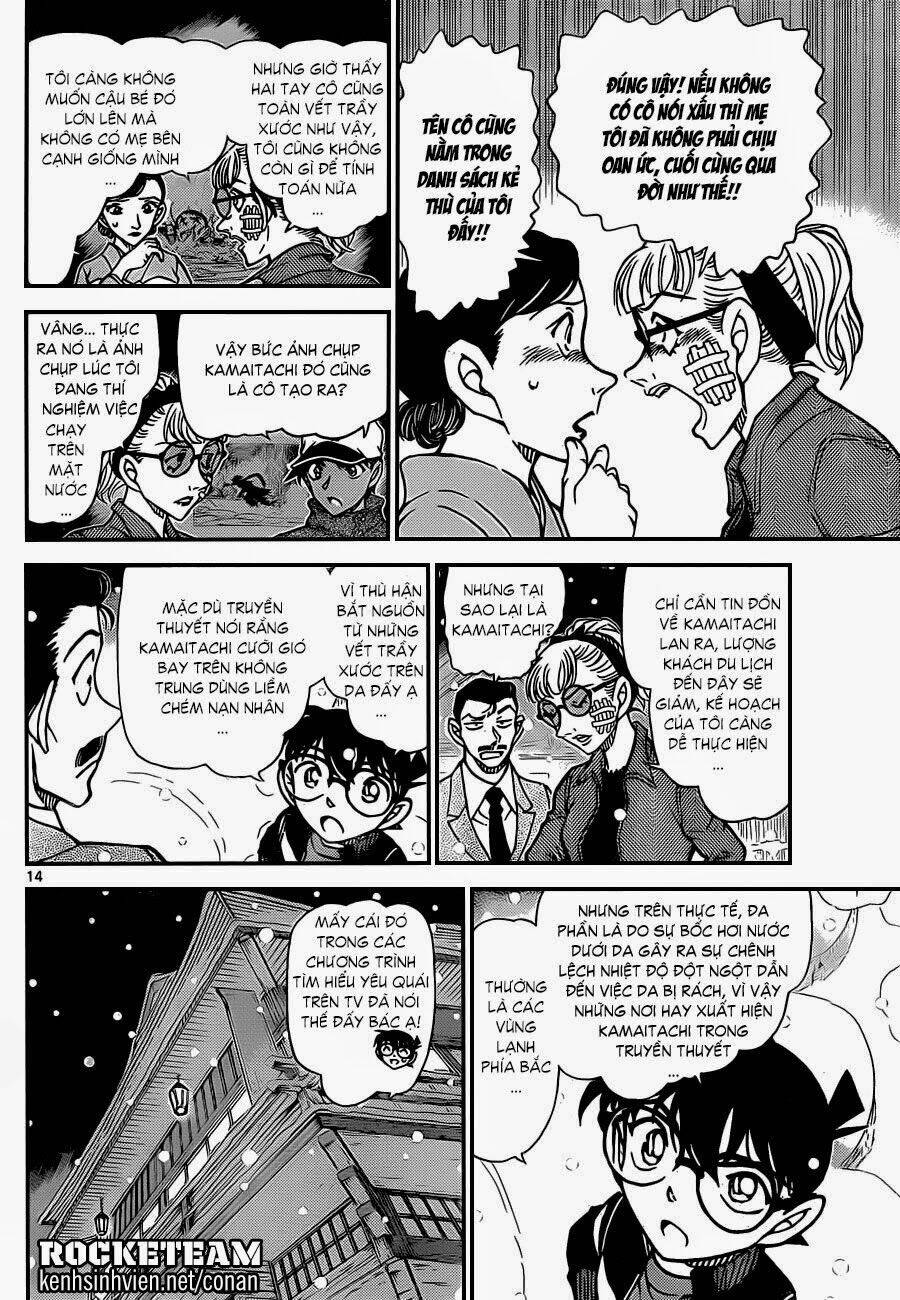 ĐÚNG VẬY! NẾU KHÔNG
CÓ CÔ NÓI XẤU THÌ MẸ
TÔI ĐÃ KHÔNG PHẢI CHỊU
OAN ỨC, CUỐI CÙNG QUA
ĐỜI NHƯ THẾ!!
TÊN CÔ CŨNG
NẰM TRONG
DANH SÁCH KẺ
THÙ CỦA TÔI
ĐẤY!!
NHƯNG GIỜ THẤY
HAI TAY CÔ CŨNG
TOÀN VẾT TRẦY
XƯỚC NHƯ VẬY,
TÔI CŨNG KHÔNG
CÒN GÌ ĐỂ TÍNH
TOÁN NỮA
...
TÔI CÀNG KHÔNG
MUỐN CẬU BÉ ĐÓ
LỚN LÊN MÀ
KHÔNG CÓ MẸ BÊN
CẠNH GIỐNG MÌNH
...
VẬY BỨC ẢNH CHỤP
KAMAITACHI ĐÓ CŨNG
LÀ CÔ TẠO RA?
VÂNG... THỰC
RA NÓ LÀ ẢNH
CHỤP LÚC TÔI
ĐANG THÍ
NGHIỆM VIỆC
CHẠY
TRÊN
MẶT
NƯỚC
CHỈ CẦN TIN ĐỒN
VỀ KAMAITACHI
LAN RA, LƯỢNG
KHÁCH DU LỊCH
ĐẾN ĐÂY SẼ
GIẢM, KẾ HOẠCH
CỦA TÔI CÀNG
DỄ THỰC HIỆN
...
NHƯNG TẠI
SAO LẠI LÀ
KAMAITACHI?
VÌ THÙ HẬN
BẮT NGUỒN
TỪ NHỮNG
VẾT TRẦY
XƯỚC TRÊN
DA ĐẤY Ạ
...
MẶC DÙ TRUYỀN
THUYẾT NÓI RẰNG
KAMAITACHI CƯỠI GIÓ
BAY TRÊN KHÔNG
TRUNG DÙNG LIỀM
CHÉM NẠN NHÂN
...
14
NHƯNG TRÊN THỰC TẾ, ĐA
PHẦN LÀ DO SỰ BỐC HƠI NƯỚC
DƯỚI DA GÂY RA SỰ CHÊNH
LỆCH NHIỆT ĐỘ ĐỘT NGỘT DẪN
ĐẾN VIỆC DA BỊ RÁCH, VÌ VẬY
NHỮNG NƠI HAY XUẤT HIỆN
KAMAITACHI TRONG
TRUYỀN THUYẾT
...
THƯỜNG
LÀ CÁC
VÙNG
LẠNH
PHÍA BẮC
...
MẤY CÁI ĐÓ
TRONG CÁC
CHƯƠNG TRÌNH
TÌM HIỂU YÊU QUÁI
TRÊN TV ĐÃ NÓI
THẾ ĐẤY BÁC Ạ!
ROCKETEAM
kenhsinhvien.net/conan